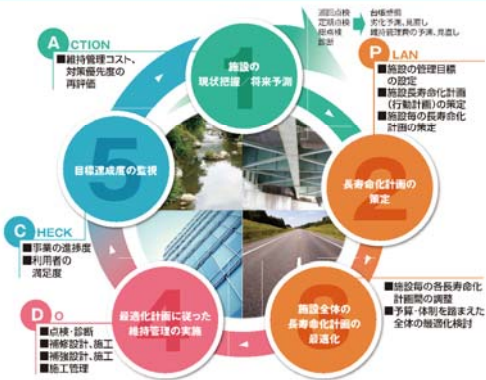 巡回点検
定期点検
総点検
診断
台帳整備
劣化予測、見直し
維持管理費の予測、見直し
ACTION
■維持管理コスト、
対策優先度の
再評価
1
施設の
現状把握/将来予測
PLAN
■施設の管理目標
の設定
■施設長寿命化計画
(行動計画)の策定
■施設毎の長寿命化
計画の策定
2
長寿命化計画の
策定
■施設毎の各長寿命化
計画間の調整
■予算・体制を踏まえた
全体の最適化検討
3
施設全体の
長寿命化計画の
最適化
DO
■点検・診断
■補修設計、施工
■補強設計、施工
■施工管理
4
最適化計画に従った
維持管理の実施
CHECK
■事業の進捗度
■利用者の
満足度
5
目標達成度の監視